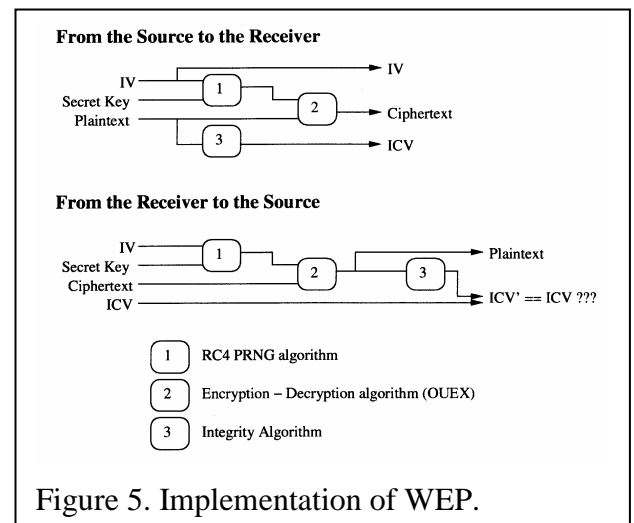 From the Source to the Receiver
IV
IV
1
Secret Key
2
Plaintext
Ciphertext
3
ICV
From the Receiver to the Source
IV
1
Plaintext
Secret Key
2
3
Ciphertext
ICV
ICV' == ICV ???
1 RC4 PRNG algorithm
2 Encryption – Decryption algorithm (OUEX)
3 Integrity Algorithm
Figure 5. Implementation of WEP.